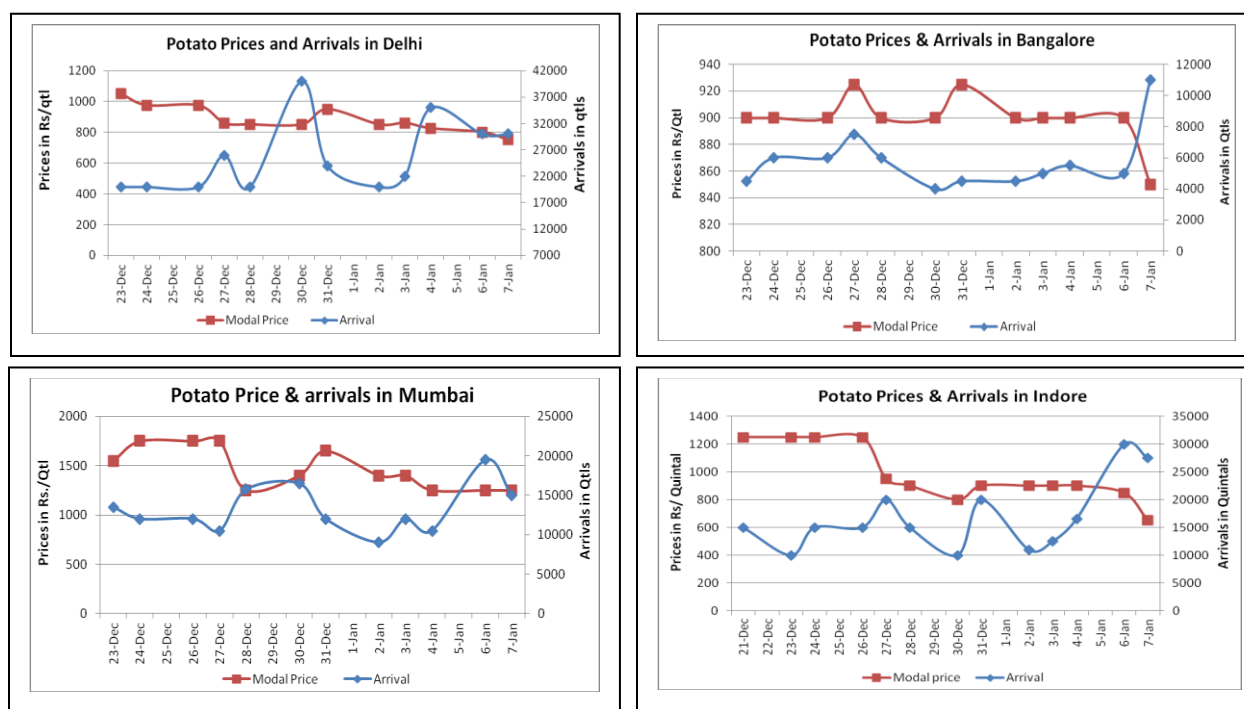 Potato Prices and Arrivals in Delhi
Prices in Rs/qtl
1200
1000
800
600
400
200
0
42000
37000
32000
27000
22000
17000
12000
7000
Arrivals in qtls
23-Dec
24-Dec
25-Dec
26-Dec
27-Dec
28-Dec
29-Dec
30-Dec
31-Dec
1-Jan
2-Jan
3-Jan
4-Jan
5-Jan
6-Jan
7-Jan
Modal Price
Arrival
Potato Prices & Arrivals in Bangalore
Prices in Rs/Qtl
940
920
900
880
860
840
820
800
12000
10000
8000
6000
4000
2000
0
Arrivals in Qtls
23-Dec
24-Dec
25-Dec
26-Dec
27-Dec
28-Dec
29-Dec
30-Dec
31-Dec
1-Jan
2-Jan
3-Jan
4-Jan
5-Jan
6-Jan
7-Jan
Modal Price
Arrival
Potato Price & arrivals in Mumbai
Prices in Rs./Qtl
2000
1500
1000
500
0
25000
20000
15000
10000
5000
0
Arrivals in Qtls
23-Dec
24-Dec
25-Dec
26-Dec
27-Dec
28-Dec
29-Dec
30-Dec
31-Dec
1-Jan
2-Jan
3-Jan
4-Jan
5-Jan
6-Jan
7-Jan
Modal Price
Arrival
Potato Prices & Arrivals in Indore
Prices in Rs/ Quintal
1400
1200
1000
800
600
400
200
0
35000
30000
25000
20000
15000
10000
5000
0
Arrivals in Quintals
21-Dec
22-Dec
23-Dec
24-Dec
25-Dec
26-Dec
27-Dec
28-Dec
29-Dec
30-Dec
31-Dec
1-Jan
2-Jan
3-Jan
4-Jan
5-Jan
6-Jan
7-Jan
Modal price
Arrival